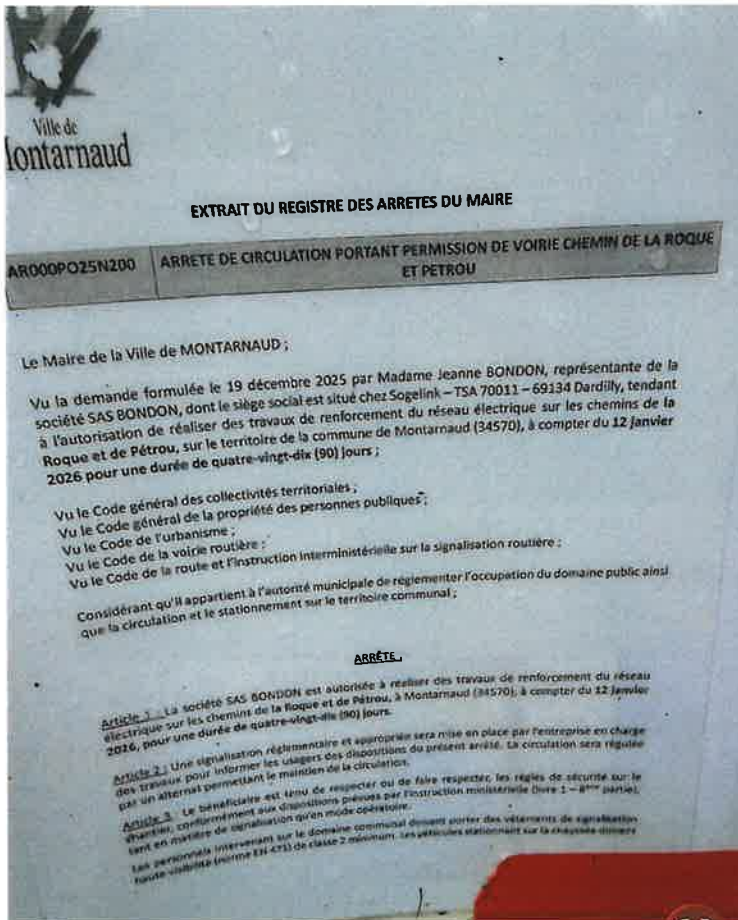 Ville de
Montarnaud
EXTRAIT DU REGISTRE DES ARRETES DU MAIRE
AR000PO25N200
ARRETE DE CIRCULATION PORTANT PERMISSION DE VOIRIE CHEMIN DE LA ROQUE
ET PETROU
Le Maire de la Ville de MONTARNAUD ;
Vu la demande formulée le 19 décembre 2025 par Madame Jeanne BONDON, représentante de la
société SAS BONDON, dont le siège social est situé chez Sogelink – TSA 70011 – 69134 Dardilly, tendant
à l'autorisation de réaliser des travaux de renforcement du réseau électrique sur les chemins de la
Roque et de Pétrou, sur le territoire de la commune de Montarnaud (34570), à compter du 12 janvier
2026 pour une durée de quatre-vingt-dix (90) jours ;
Vu le Code général des collectivités territoriales ;
Vu le Code général de la propriété des personnes publiques ;
Vu le Code de l'urbanisme ;
Vu le Code de la voirie routière ;
Vu le Code de la route et l'instruction interministérielle sur la signalisation routière ;
Considérant qu'il appartient à l'autorité municipale de réglementer l'occupation du domaine public ainsi
que la circulation et le stationnement sur le territoire communal ;
ARRÊTE
Article 1 : La société SAS BONDON est autorisée à réaliser des travaux de renforcement du réseau
électrique sur les chemins de la Roque et de Pétrou, à Montarnaud (34570), à compter du 12 janvier
2026, pour une durée de quatre-vingt-dix (90) jours.
Article 2 : Une signalisation réglementaire et appropriée sera mise en place par l'entreprise en charge
des travaux pour informer les usagers des dispositions du présent arrêté. La circulation sera régulée
par un alternat permettant le maintien de la circulation.
Article 3 : Le bénéficiaire est tenu de respecter ou de faire respecter, les règles de sécurité sur le
chantier, conformément aux dispositions prévues par l'instruction ministérielle (livre 1 – 8ème partie),
tant en matière de signalisation qu'en mode opératoire.
Les personnels intervenant sur le domaine communal doivent porter des vêtements de signalisation
haute visibilité (norme EN 471) de classe 2 minimum. Les véhicules stationnant sur la chaussée doivent